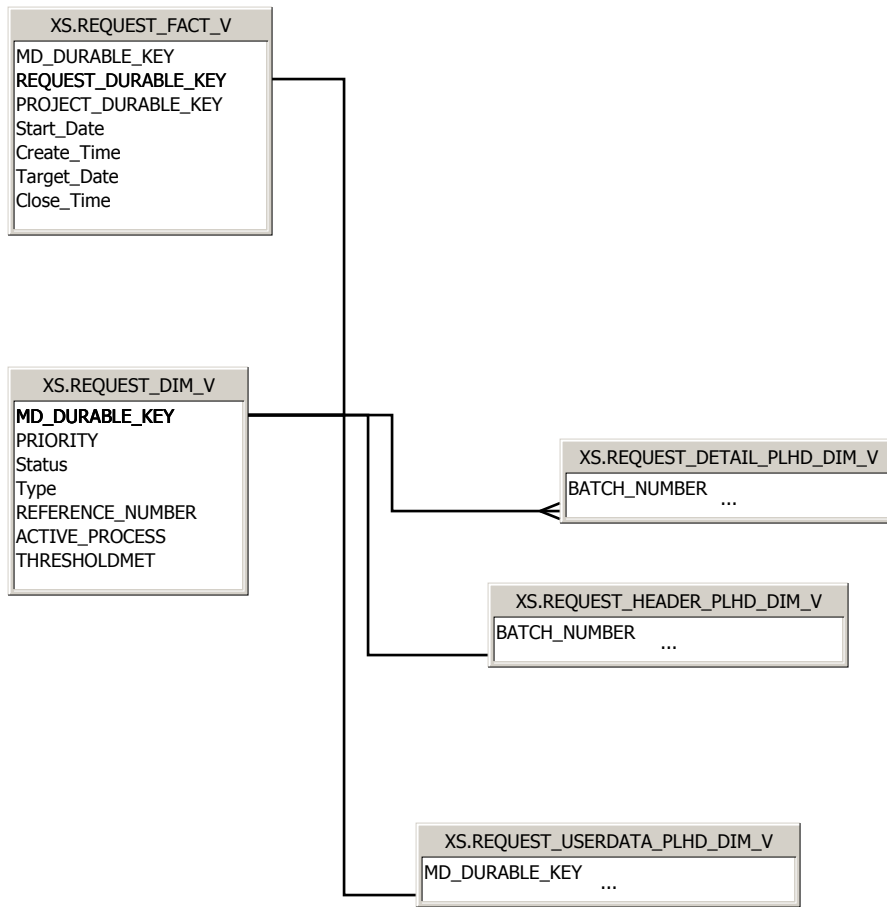 XS.REQUEST_FACT_V
MD_DURABLE_KEY
REQUEST_DURABLE_KEY
PROJECT_DURABLE_KEY
Start_Date
Create_Time
Target_Date
Close_Time
XS.REQUEST_DIM_V
MD_DURABLE_KEY
PRIORITY
Status
Type
REFERENCE_NUMBER
ACTIVE_PROCESS
THRESHOLDMET
XS.REQUEST_DETAIL_PLHD_DIM_V
BATCH_NUMBER
...
XS.REQUEST_HEADER_PLHD_DIM_V
BATCH_NUMBER
...
XS.REQUEST_USERDATA_PLHD_DIM_V
MD_DURABLE_KEY
...